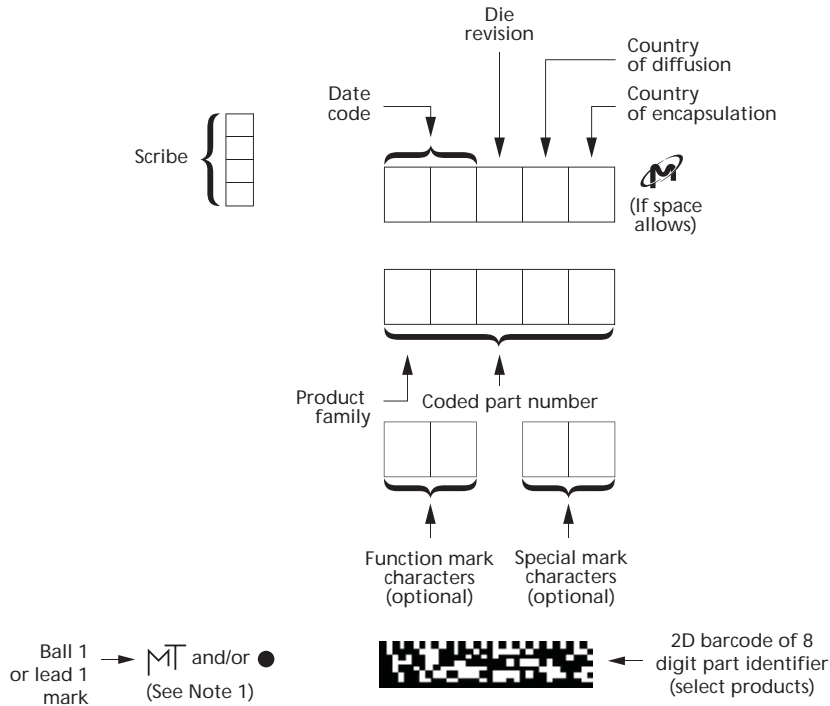 Die
revision
Country
of diffusion
Date
code
Country
of encapsulation
Scribe
M
(If space
allows)
Product
family
Coded part number
Function mark
characters
(optional)
Special mark
characters
(optional)
Ball 1
or lead 1
mark
MT and/or
(See Note 1)
2D barcode of 8
digit part identifier
(select products)